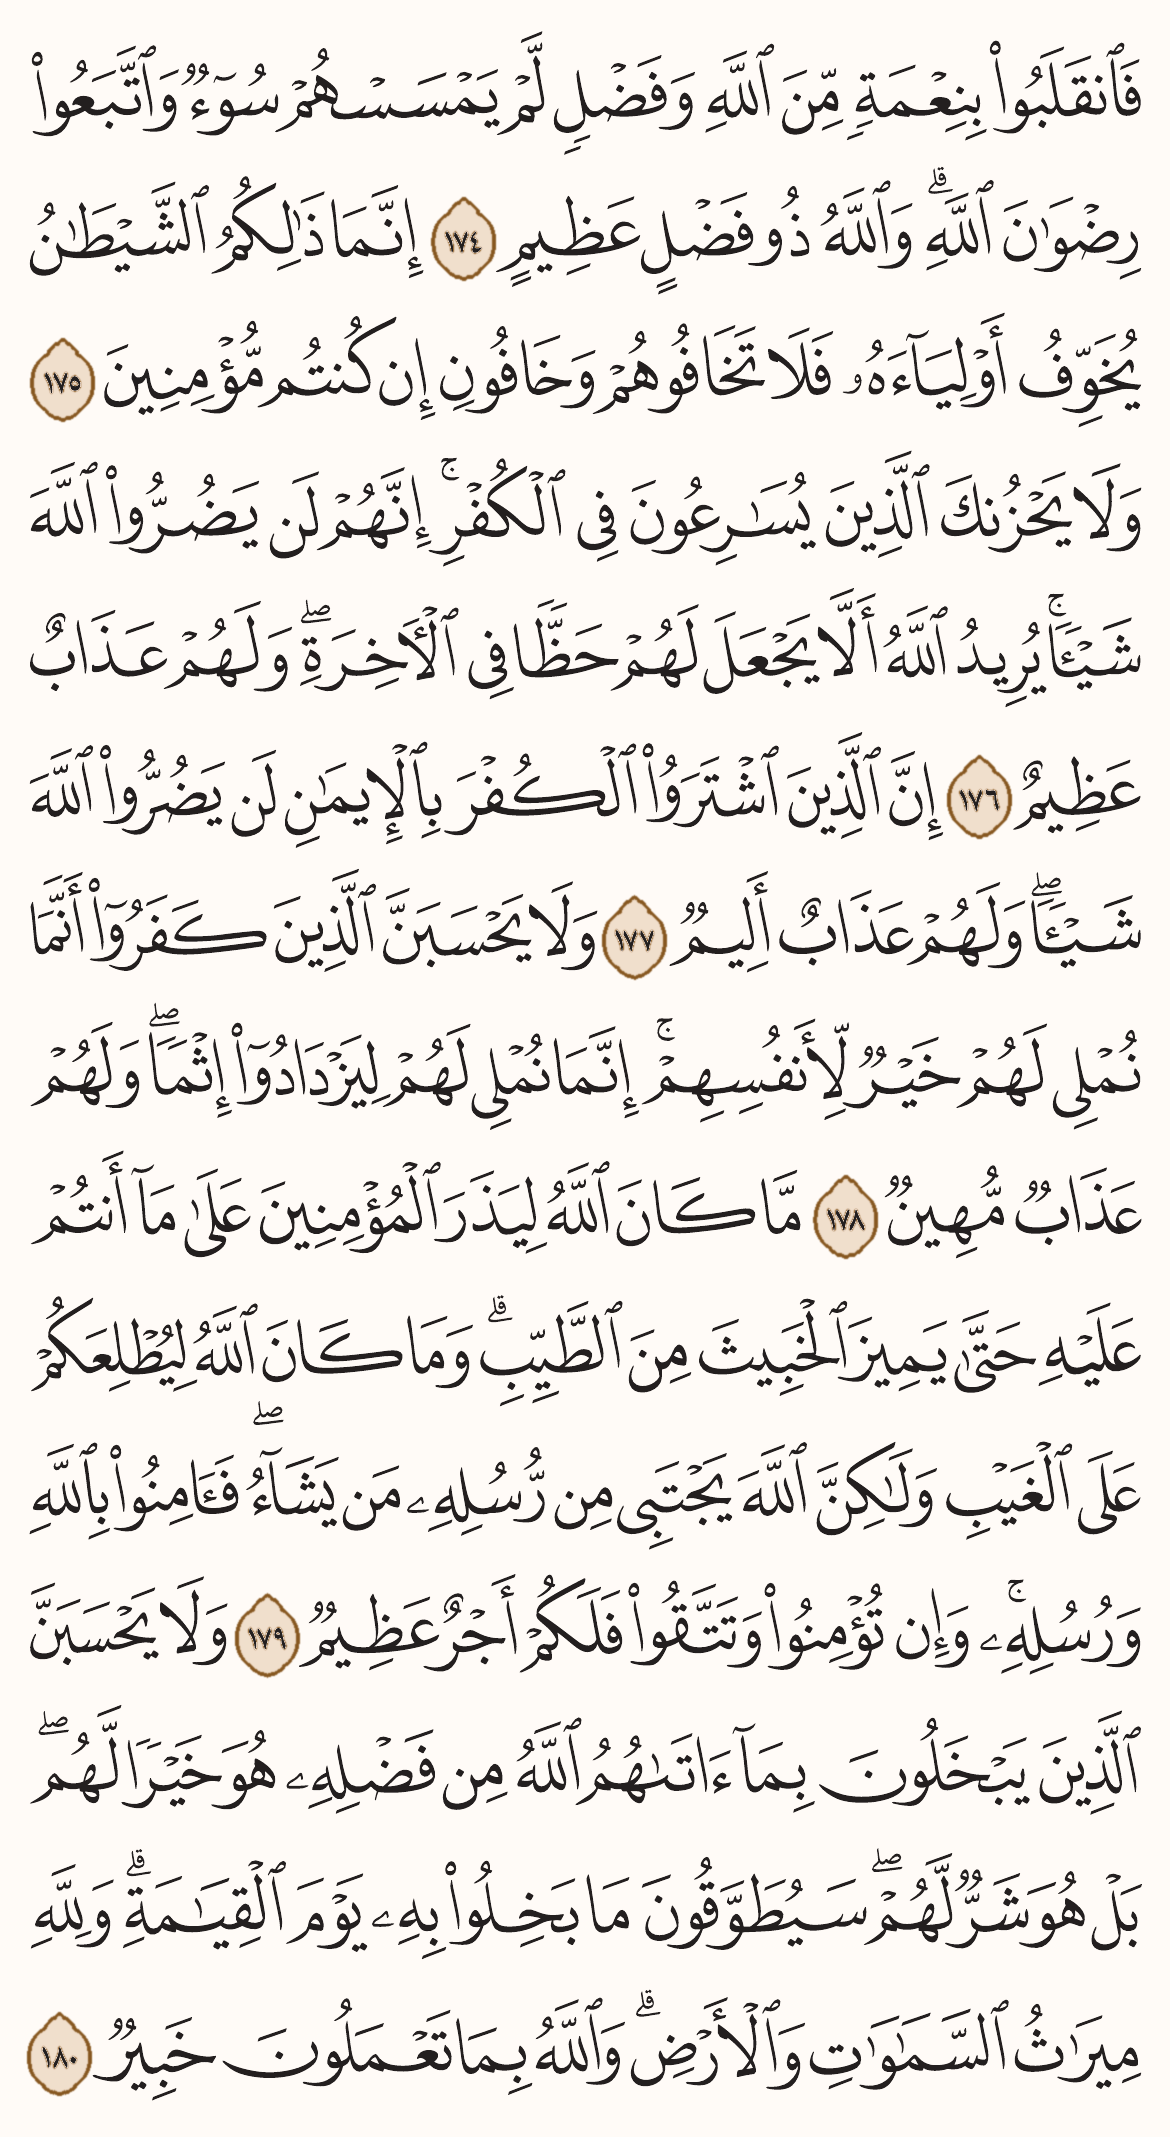 فَٱنقَلَبُوا۟ بِنِعْمَةٍ مِّنَ ٱللَّهِ وَفَضْلٍ لَّمْ يَمْسَسْهُمْ سُوٓءٌ وَٱتَّبَعُوا۟
رِضْوَٰنَ ٱللَّهِ ۗ وَٱللَّهُ ذُو فَضْلٍ عَظِيمٍ ١٧٤ إِنَّمَا ذَٰلِكُمُ ٱلشَّيْطَٰنُ
يُخَوِّفُ أَوْلِيَآءَهُۥ فَلَا تَخَافُوهُمْ وَخَافُونِ إِن كُنتُم مُّؤْمِنِينَ ١٧٥
وَلَا يَحْزُنكَ ٱلَّذِينَ يُسَٰرِعُونَ فِى ٱلْكُفْرِ ۚ إِنَّهُمْ لَن يَضُرُّوا۟ ٱللَّهَ
شَيْـًٔا ۚ يُرِيدُ ٱللَّهُ أَلَّا يَجْعَلَ لَهُمْ حَظًّا فِى ٱلْـَٔاخِرَةِ ۖ وَلَهُمْ عَذَابٌ
عَظِيمٌ ١٧٦ إِنَّ ٱلَّذِينَ ٱشْتَرَوُا۟ ٱلْكُفْرَ بِٱلْإِيمَٰنِ لَن يَضُرُّوا۟ ٱللَّهَ
شَيْـًٔا ۖ وَلَهُمْ عَذَابٌ أَلِيمٌ ١٧٧ وَلَا يَحْسَبَنَّ ٱلَّذِينَ كَفَرُوٓا۟ أَنَّمَا
نُمْلِى لَهُمْ خَيْرٌ لِّأَنفُسِهِمْ ۚ إِنَّمَا نُمْلِى لَهُمْ لِيَزْدَادُوٓا۟ إِثْمًا ۖ وَلَهُمْ
عَذَابٌ مُّهِينٌ ١٧٨ مَّا كَانَ ٱللَّهُ لِيَذَرَ ٱلْمُؤْمِنِينَ عَلَىٰ مَآ أَنتُمْ
عَلَيْهِ حَتَّىٰ يَمِيزَ ٱلْخَبِيثَ مِنَ ٱلطَّيِّبِ ۗ وَمَا كَانَ ٱللَّهُ لِيُطْلِعَكُمْ
عَلَى ٱلْغَيْبِ وَلَٰكِنَّ ٱللَّهَ يَجْتَبِى مِن رُّسُلِهِۦ مَن يَشَآءُ ۖ فَـَٔامِنُوا۟ بِٱللَّهِ
وَرُسُلِهِۦ ۚ وَإِن تُؤْمِنُوا۟ وَتَتَّقُوا۟ فَلَكُمْ أَجْرٌ عَظِيمٌ ١٧٩ وَلَا يَحْسَبَنَّ
ٱلَّذِينَ يَبْخَلُونَ بِمَآ ءَاتَىٰهُمُ ٱللَّهُ مِن فَضْلِهِۦ هُوَ خَيْرًا لَّهُم ۖ
بَلْ هُوَ شَرٌّ لَّهُمْ ۖ سَيُطَوَّقُونَ مَا بَخِلُوا۟ بِهِۦ يَوْمَ ٱلْقِيَٰمَةِ ۗ وَلِلَّهِ
مِيرَٰثُ ٱلسَّمَٰوَٰتِ وَٱلْأَرْضِ ۗ وَٱللَّهُ بِمَا تَعْمَلُونَ خَبِيرٌ ١٨٠